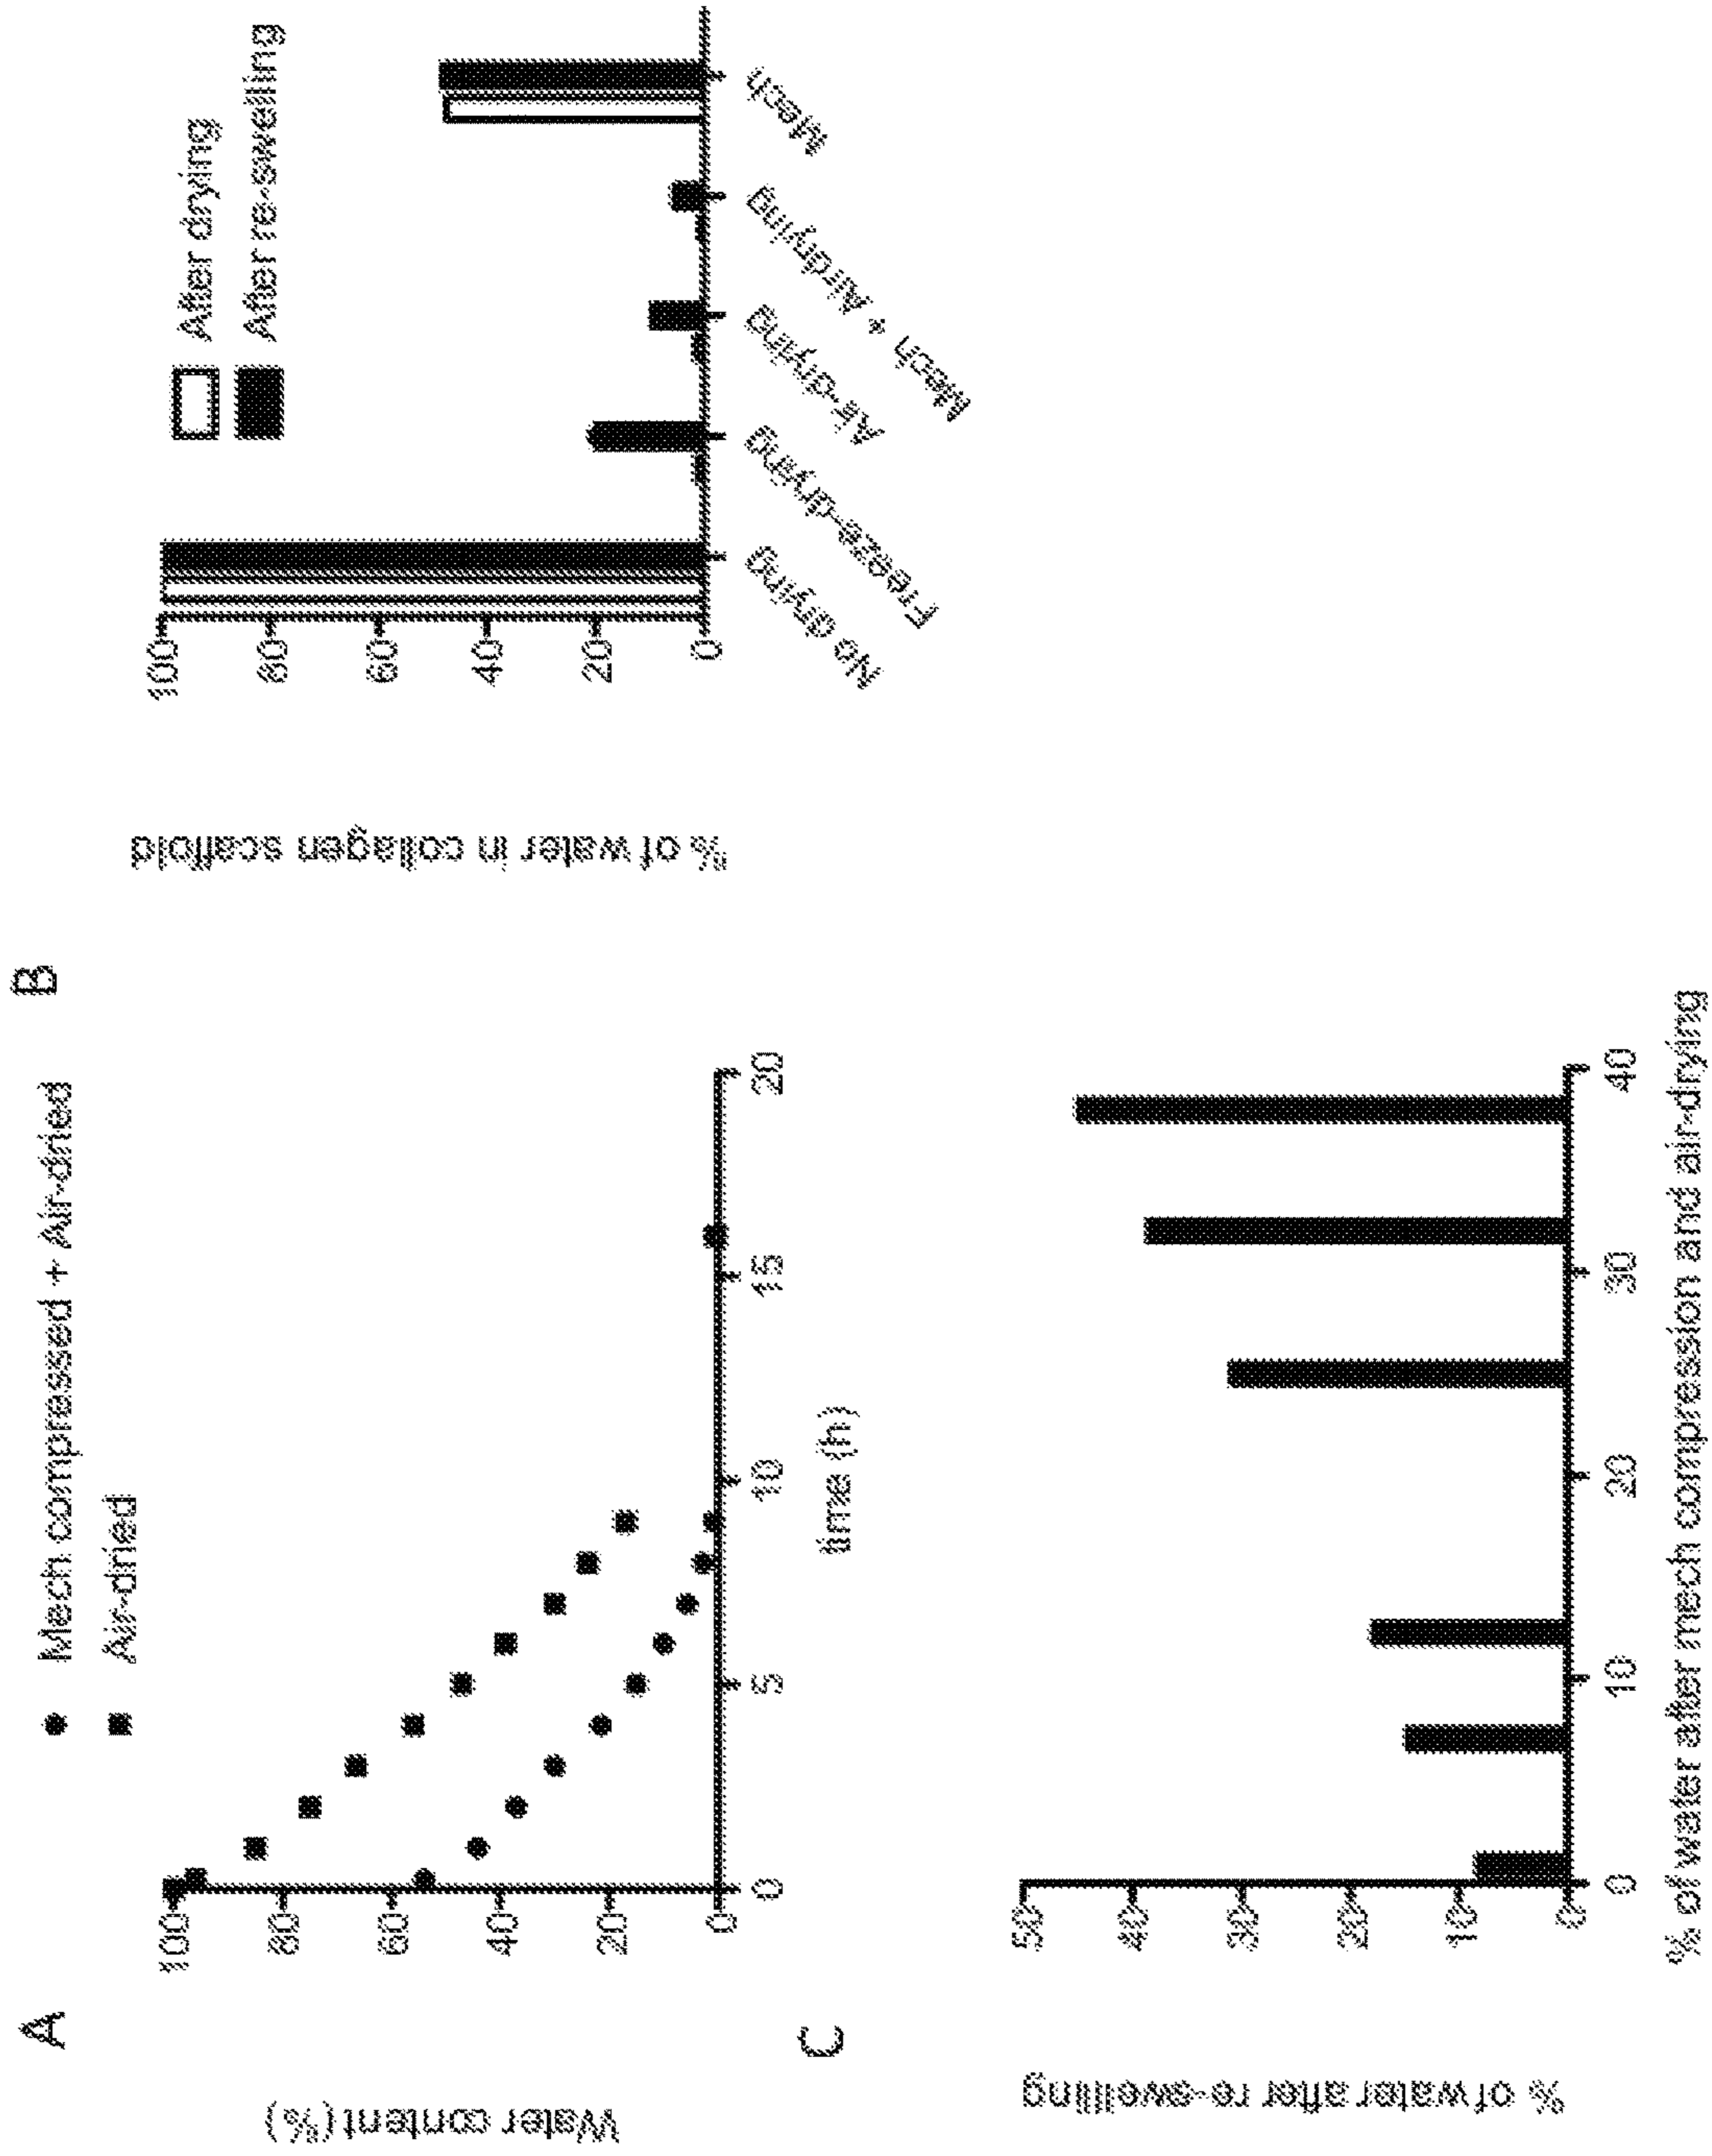 A
Mech compressed + Air-dried
Air-dried
Water content (%)
100
80
60
40
20
0
0
5
10
15
20
time (h)
B
After drying
After re-swelling
% of water in collagen scaffold
100
80
60
40
20
0
No drying
Freeze-drying
Air-drying
Mech + Airdrying
Mech
C
% of water after re-swelling
50
40
30
20
10
0
0
10
20
30
40
% of water after mech compression and air-drying